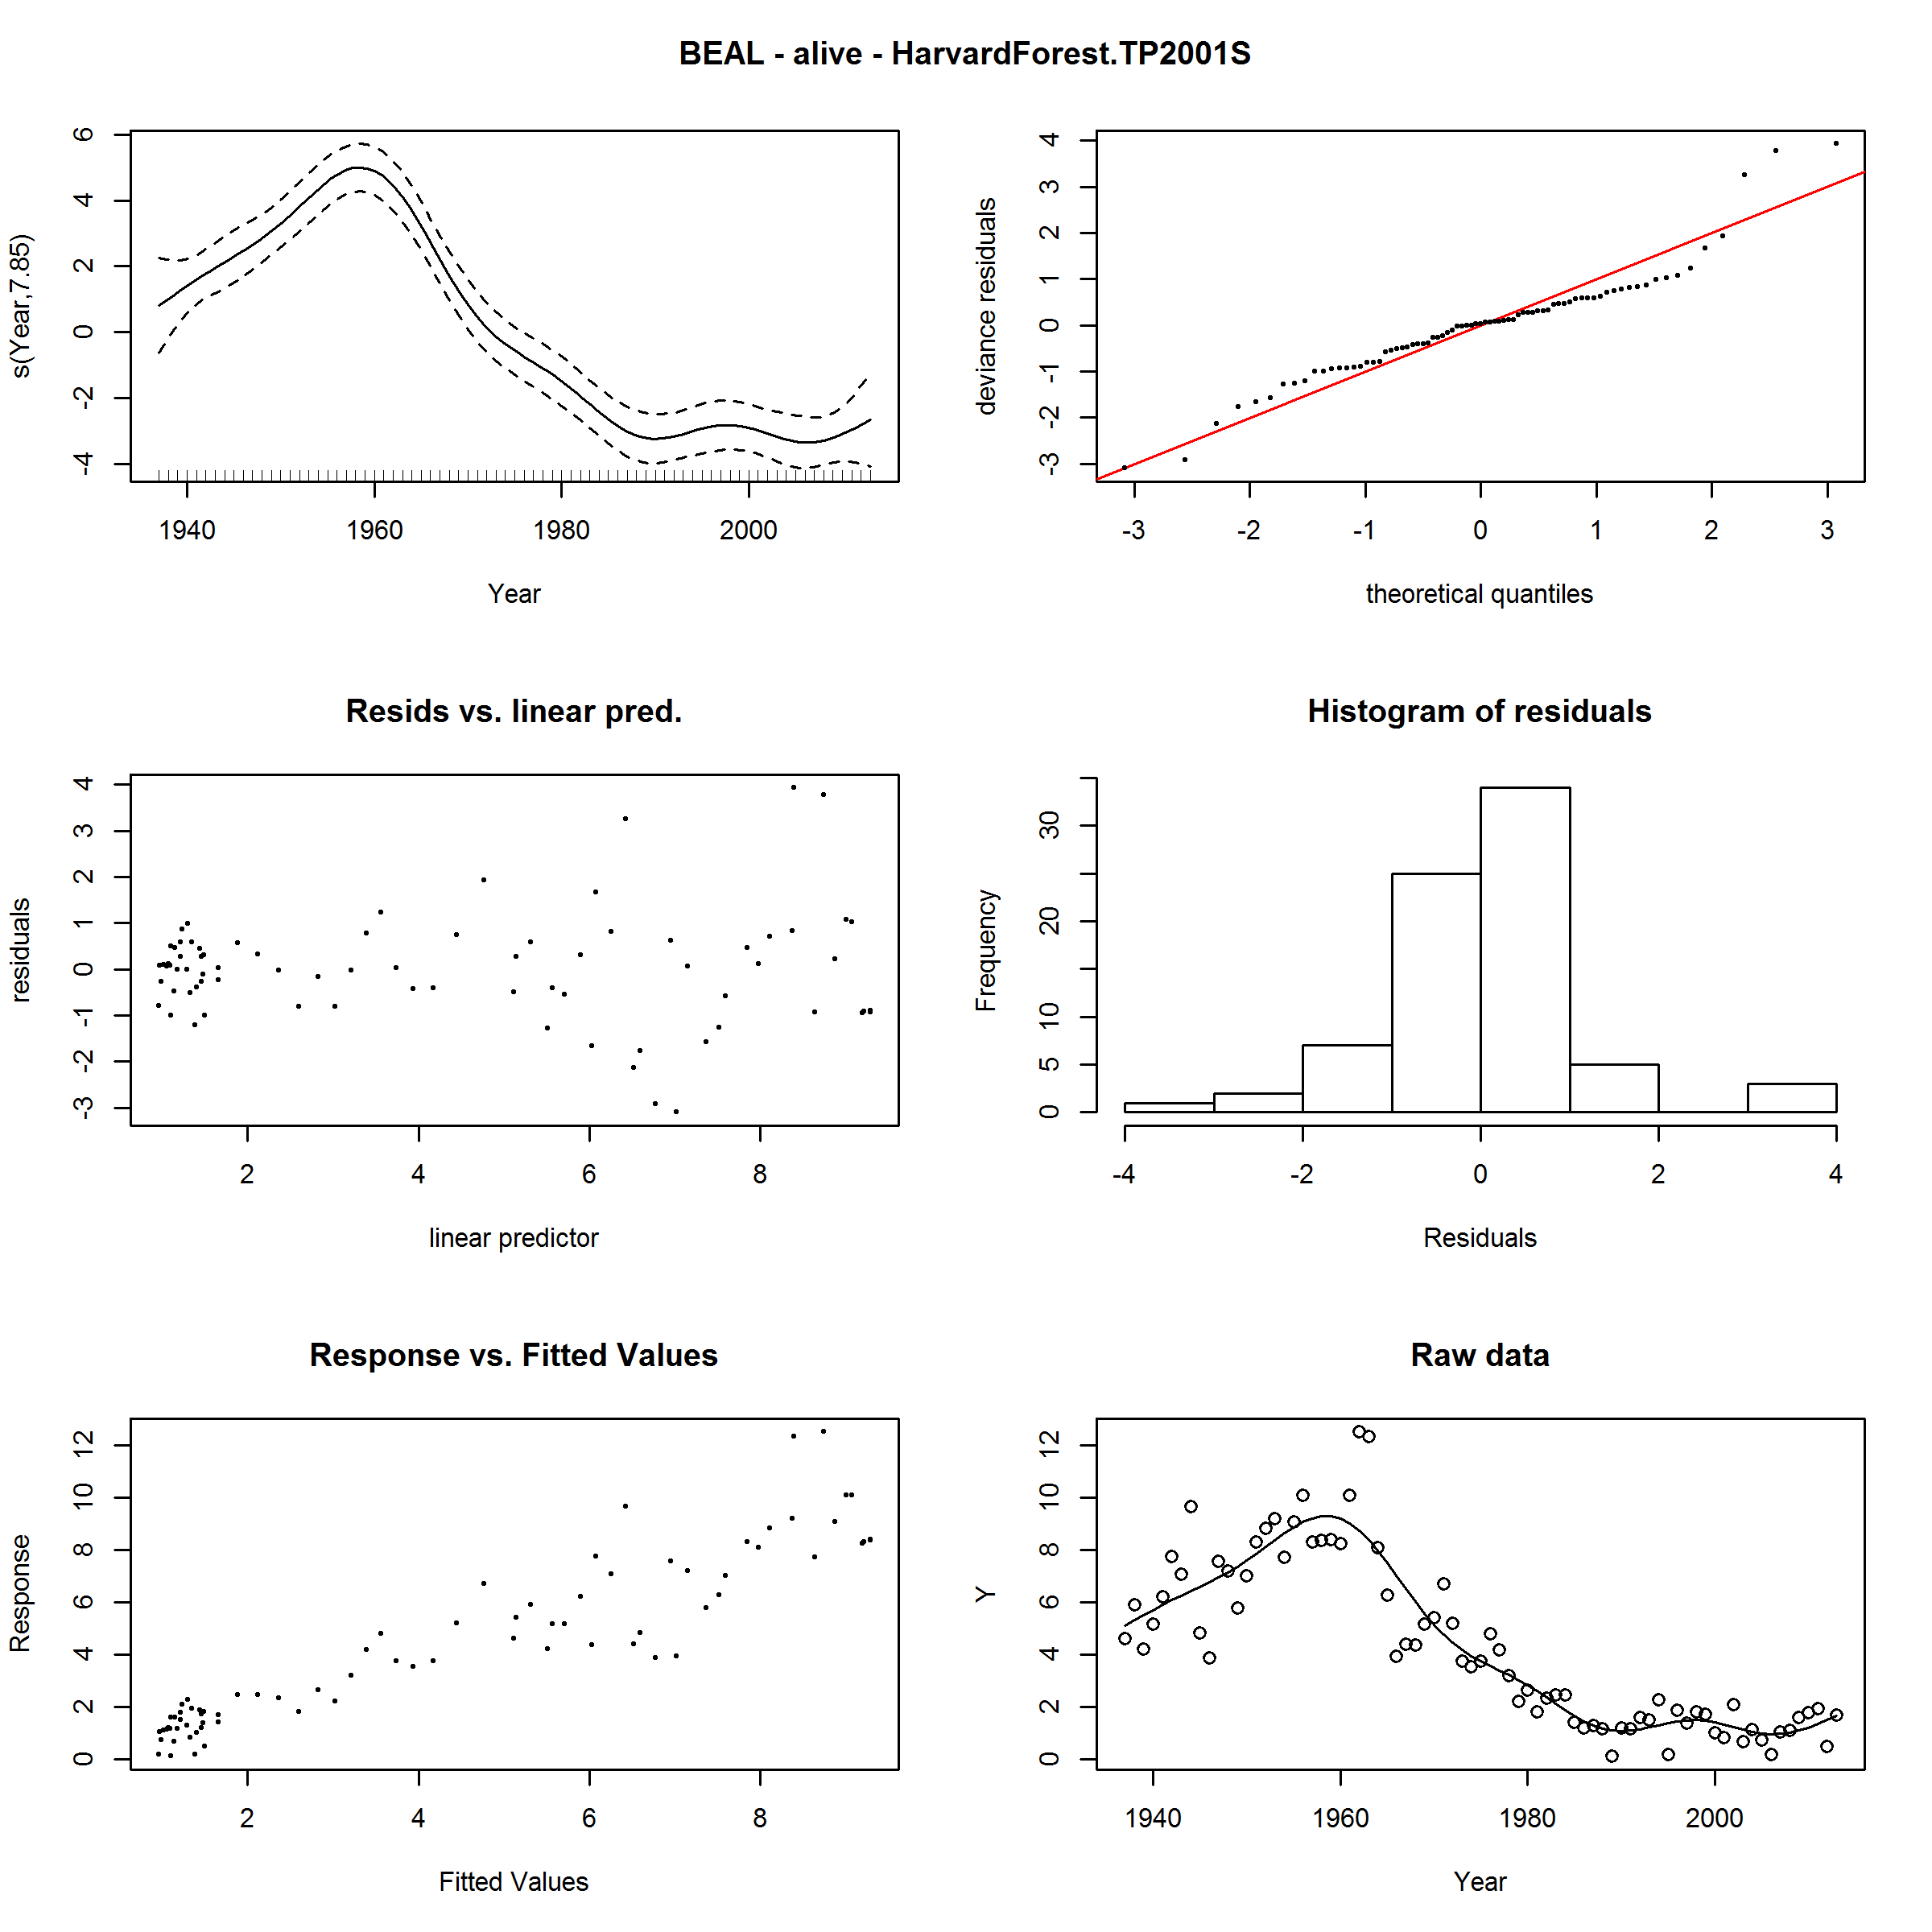 BEAL - alive - HarvardForest.TP2001S
s(Year,7.85)
6
4
2
0
-2
-4
1940 1960 1980 2000
Year
deviance residuals
4
3
2
1
0
-1
-2
-3
-3 -2 -1 0 1 2 3
theoretical quantiles
Resids vs. linear pred.
residuals
4
3
2
1
0
-1
-2
-3
2 4 6 8
linear predictor
Histogram of residuals
Frequency
30
20
10
5
0
-4 -2 0 2 4
Residuals
Response vs. Fitted Values
Response
12
10
8
6
4
2
0
2 4 6 8
Fitted Values
Raw data
Y
12
10
8
6
4
2
0
1940 1960 1980 2000
Year